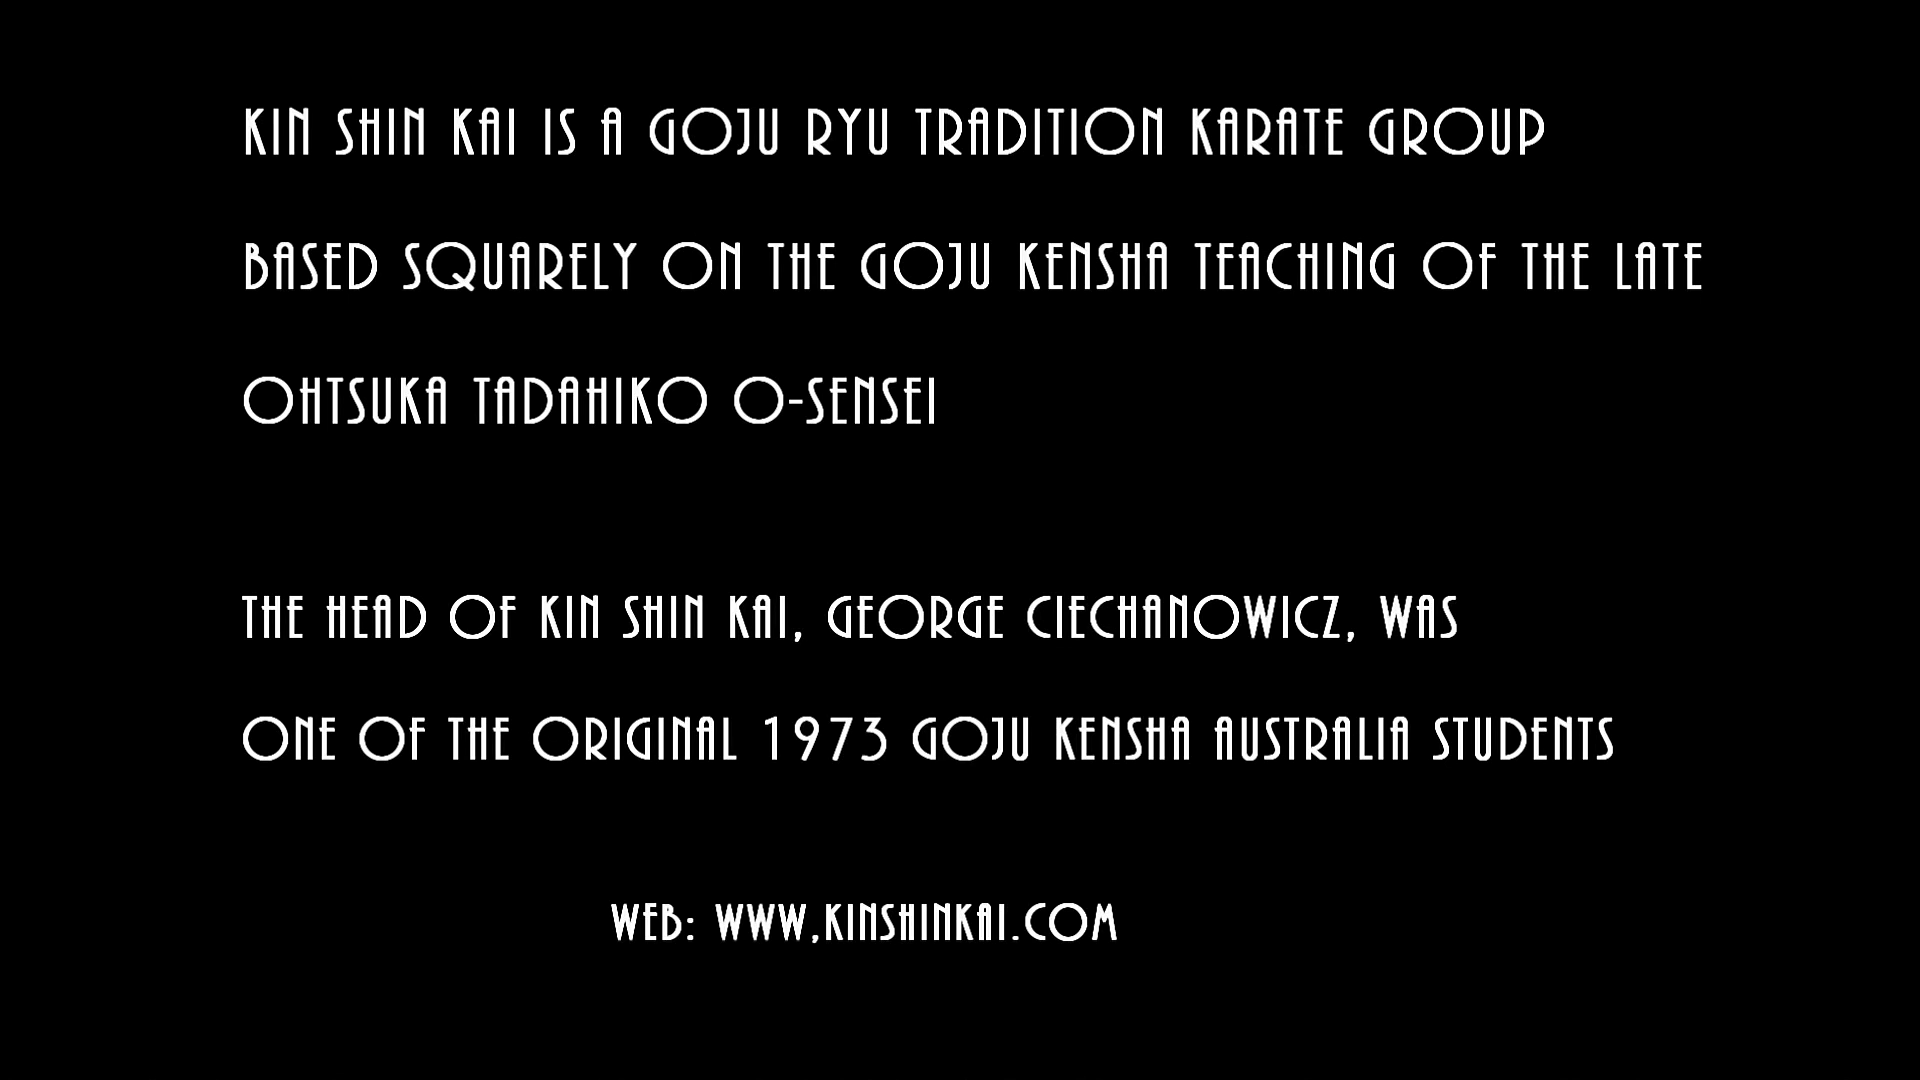 KIN SHIN KAI IS A GOJU RYU TRADITION KARATE GROUP
BASED SQUARELY ON THE GOJU KENSHA TEACHING OF THE LATE
OHTSUKA TADAHIKO O-SENSEI
THE HEAD OF KIN SHIN KAI, GEORGE CIECHANOWICZ, WAS
ONE OF THE ORIGINAL 1973 GOJU KENSHA AUSTRALIA STUDENTS
WEB: WWW,KINSHINKAI.COM